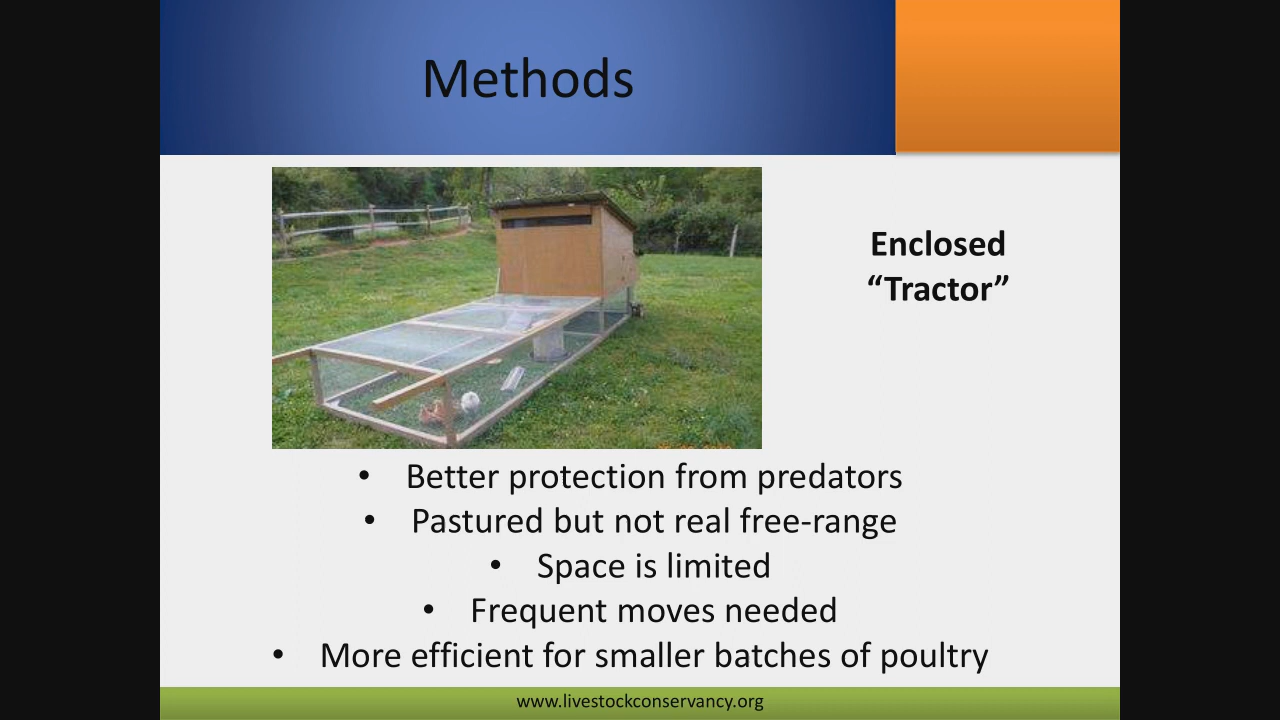 Methods
Enclosed
“Tractor”
• Better protection from predators
• Pastured but not real free-range
• Space is limited
• Frequent moves needed
• More efficient for smaller batches of poultry
www.livestockconservancy.org